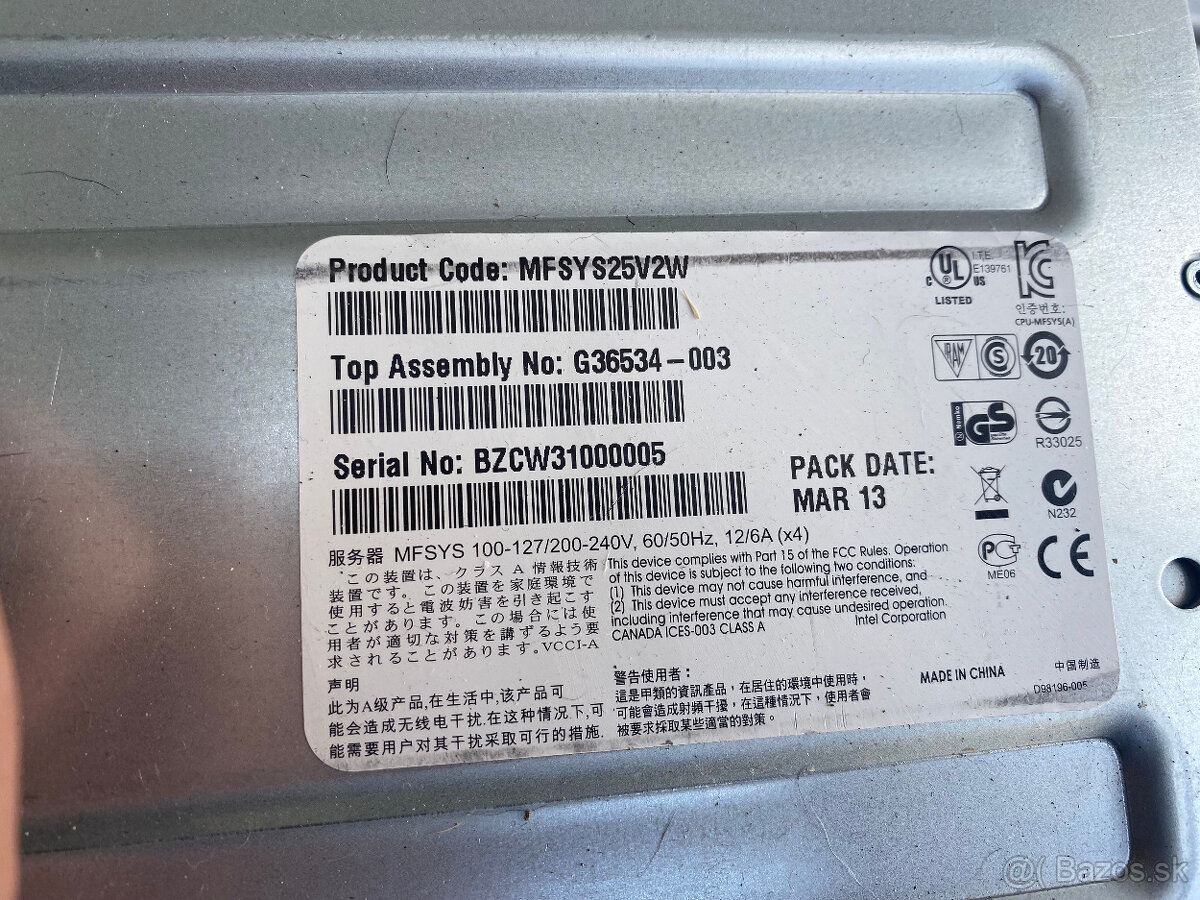 Product Code: MFSYS25V2W
c UL ® US
LISTED
I.T.E.
E139761
인증번호:
CPU-MFSYS(A)
Top Assembly No: G36534-003
S
20
Serial No: BZCW31000005
Nemko
GS
R33025
PACK DATE:
MAR 13
N232
服务器 MFSYS 100-127/200-240V, 60/50Hz, 12/6A (x4)
ME06
CE
この装置は、クラス A 情報技術
装置です。この装置を家庭環境で
使用すると電波妨害を引き起こす
ことがあります。この場合には使
用者が適切な対策を講ずるよう要
求されることがあります。VCCI-A
This device complies with Part 15 of the FCC Rules. Operation
of this device is subject to the following two conditions:
(1) This device may not cause harmful interference, and
(2) This device must accept any interference received,
including interference that may cause undesired operation.
CANADA ICES-003 CLASS A
Intel Corporation
声明
此为A级产品,在生活中,该产品可
能会造成无线电干扰.在这种情况下,可
能需要用户对其干扰采取可行的措施.
警告使用者：
這是甲類的資訊產品，在居住的環境中使用時，
可能會造成射頻干擾，在這種情況下，使用者會
被要求採取某些適當的對策。
MADE IN CHINA
中国制造
D98196-005
@( Bazos.sk